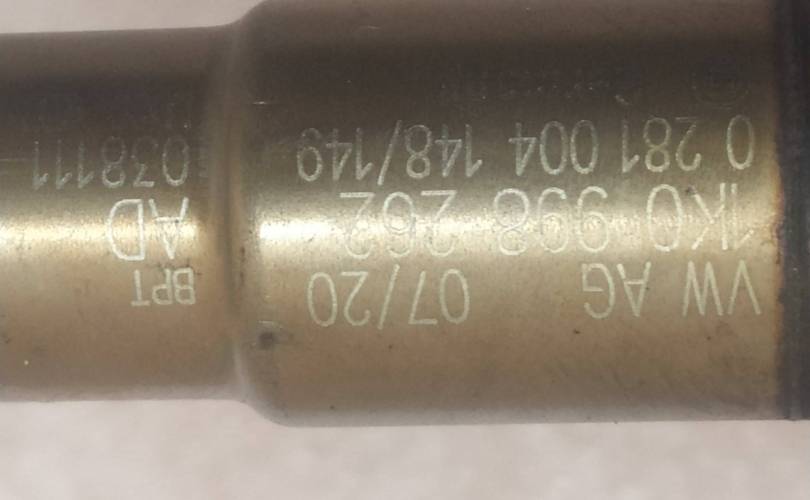 VW AG 07/20 BPT
1K0 998 262 AD
0 281 004 148/149 038111